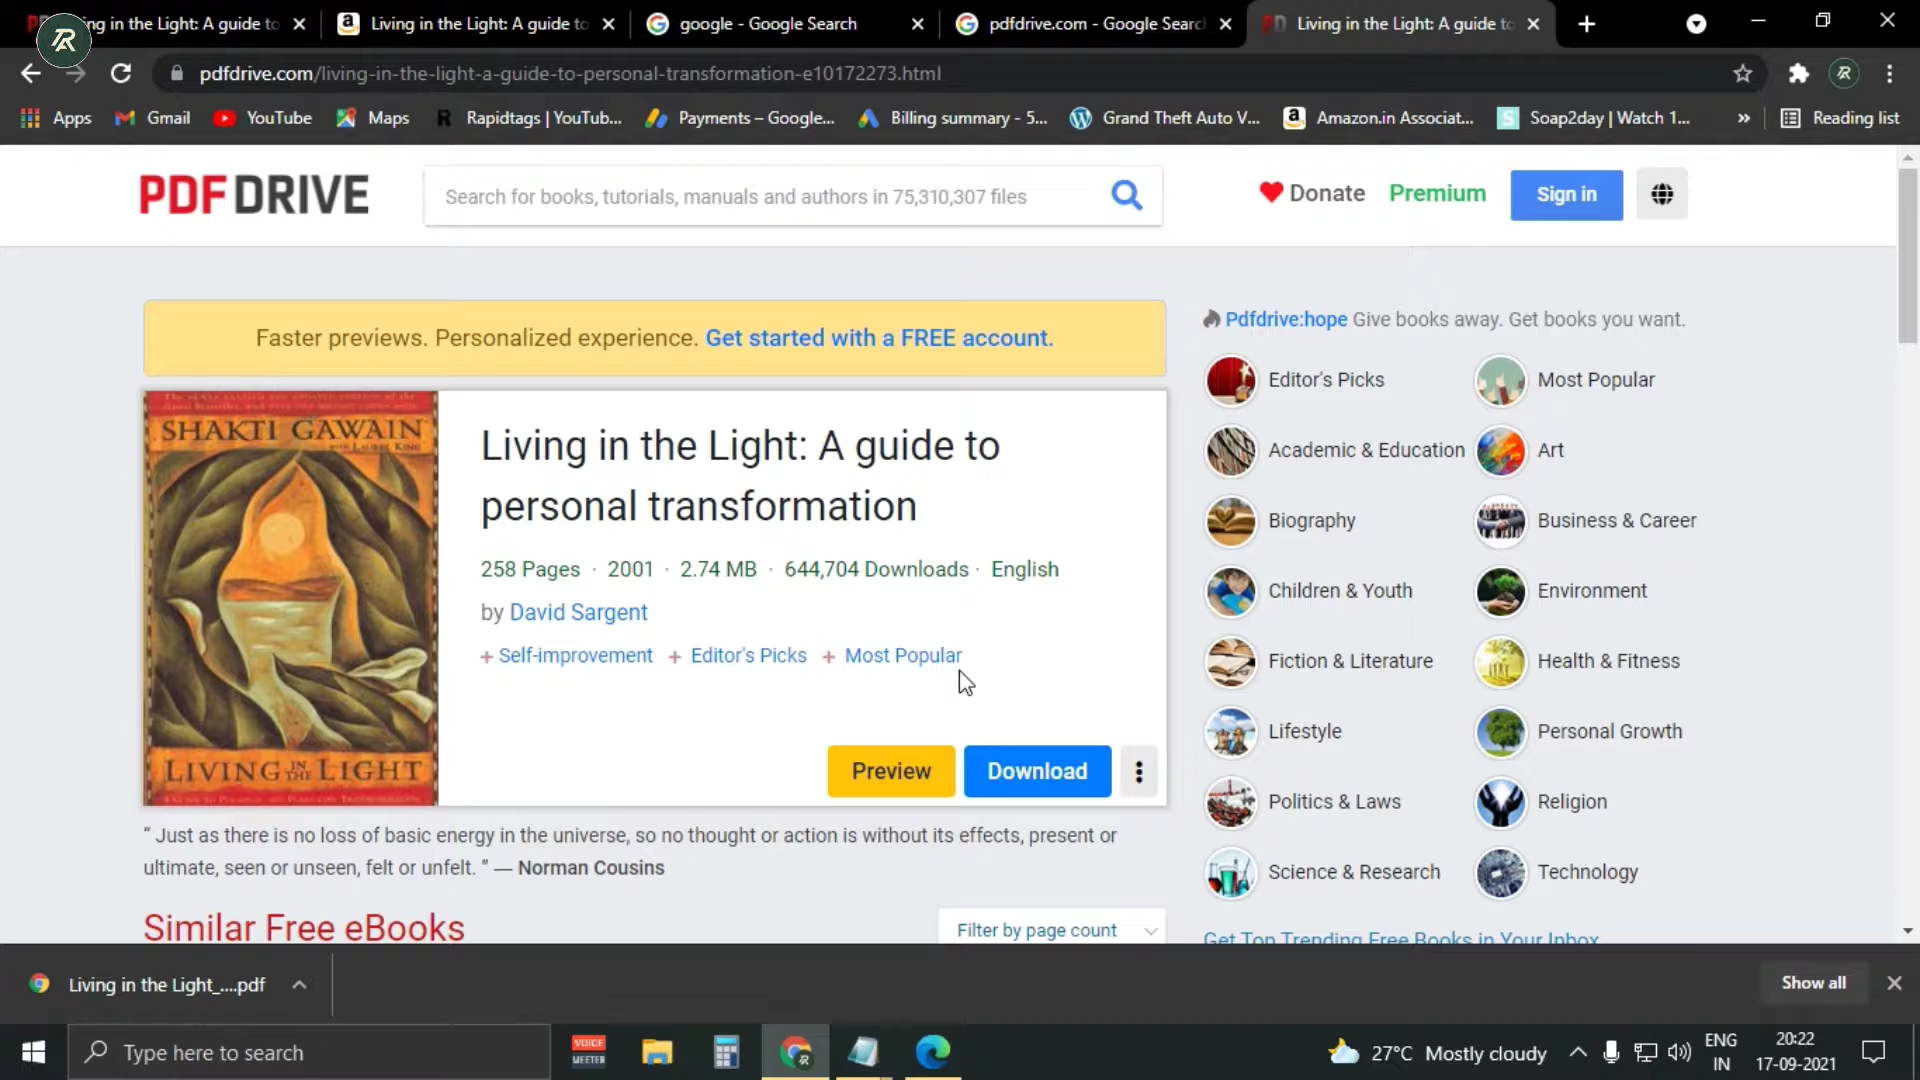 ing in the Light: A guide to
Living in the Light: A guide to
google - Google Search
pdfdrive.com - Google Search
Living in the Light: A guide to
pdfdrive.com/living-in-the-light-a-guide-to-personal-transformation-e10172273.html
Apps
Gmail
YouTube
Maps
Rapidtags | YouTub...
Payments – Google...
Billing summary - 5...
Grand Theft Auto V...
Amazon.in Associat...
Soap2day | Watch 1...
»
Reading list
PDF DRIVE
Search for books, tutorials, manuals and authors in 75,310,307 files
Donate
Premium
Sign in
Faster previews. Personalized experience. Get started with a FREE account.
SHAKTI GAWAIN
WITH LAUREL KING
LIVING IN THE LIGHT
Living in the Light: A guide to
personal transformation
258 Pages · 2001 · 2.74 MB · 644,704 Downloads · English
by David Sargent
+ Self-improvement + Editor's Picks + Most Popular
Preview
Download
“ Just as there is no loss of basic energy in the universe, so no thought or action is without its effects, present or
ultimate, seen or unseen, felt or unfelt. ” — Norman Cousins
Similar Free eBooks
Filter by page count
Pdfdrive:hope Give books away. Get books you want.
Editor's Picks
Most Popular
Academic & Education
Art
Biography
Business & Career
Children & Youth
Environment
Fiction & Literature
Health & Fitness
Lifestyle
Personal Growth
Politics & Laws
Religion
Science & Research
Technology
Get Top Trending Free Books in Your Inbox
Living in the Light_....pdf
Show all
Type here to search
VOICE
MEETER
27°C Mostly cloudy
ENG
IN
20:22
17-09-2021